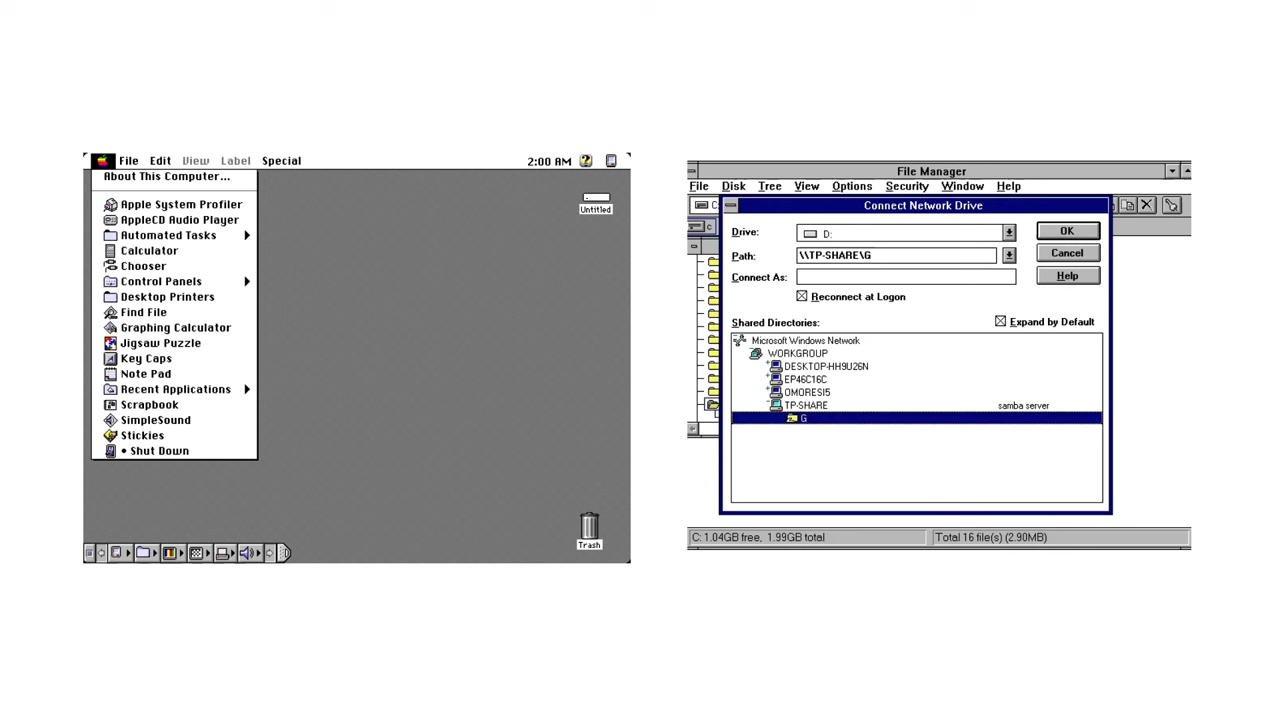 File Edit View Label Special 2:00 AM
About This Computer...
Apple System Profiler
AppleCD Audio Player
Automated Tasks
Calculator
Chooser
Control Panels
Desktop Printers
Find File
Graphing Calculator
Jigsaw Puzzle
Key Caps
Note Pad
Recent Applications
Scrapbook
SimpleSound
Stickies
• Shut Down
Untitled
Trash
File Manager
File Disk Tree View Options Security Window Help
C:
C
Connect Network Drive
Drive: D: OK
Path: \\TP-SHARE\G Cancel
Connect As: Help
Reconnect at Logon
Shared Directories: Expand by Default
Microsoft Windows Network
WORKGROUP
DESKTOP-HH9U26N
EP46C16C
OMORESI5
TP-SHARE samba server
G
C: 1.04GB free, 1.99GB total Total 16 file(s) (2.90MB)